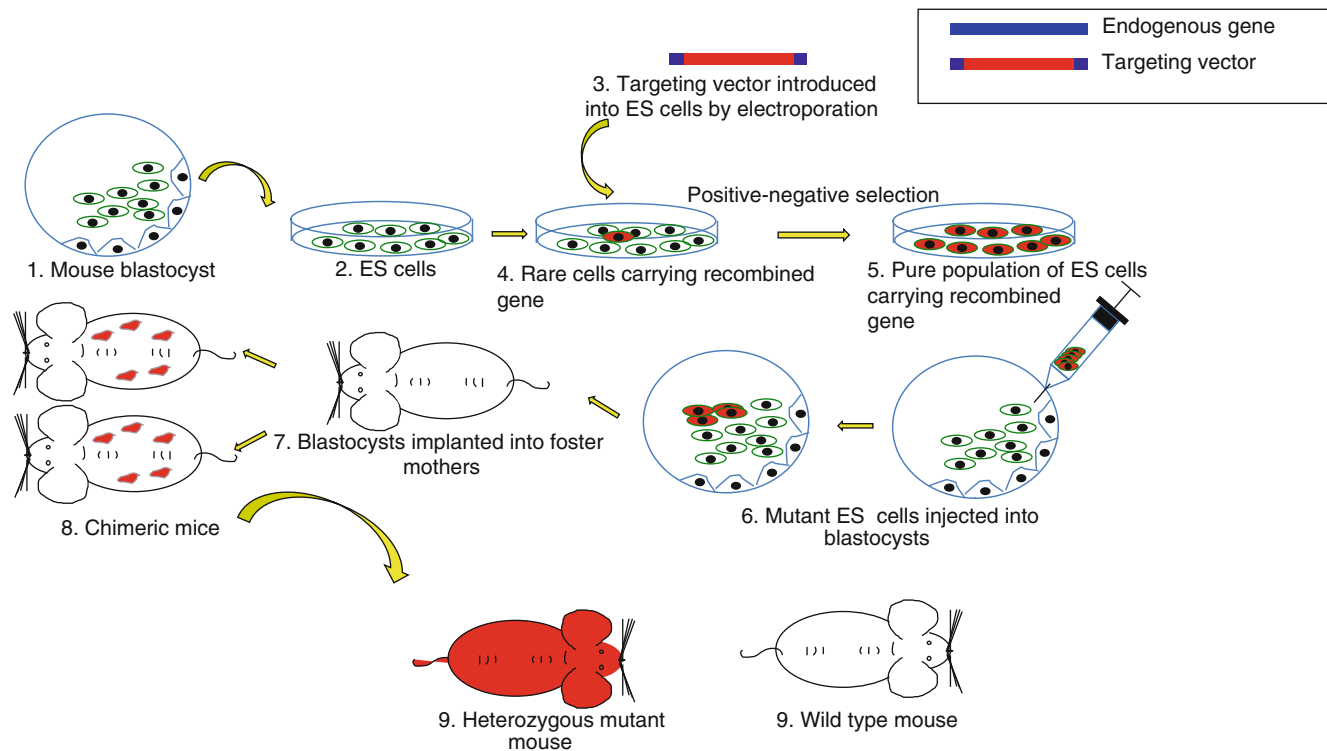 Endogenous gene
Targeting vector
3. Targeting vector introduced
into ES cells by electroporation
Positive-negative selection
1. Mouse blastocyst
2. ES cells
4. Rare cells carrying recombined
gene
5. Pure population of ES cells
carrying recombined
gene
6. Mutant ES cells injected into
blastocysts
7. Blastocysts implanted into foster
mothers
8. Chimeric mice
9. Heterozygous mutant
mouse
9. Wild type mouse